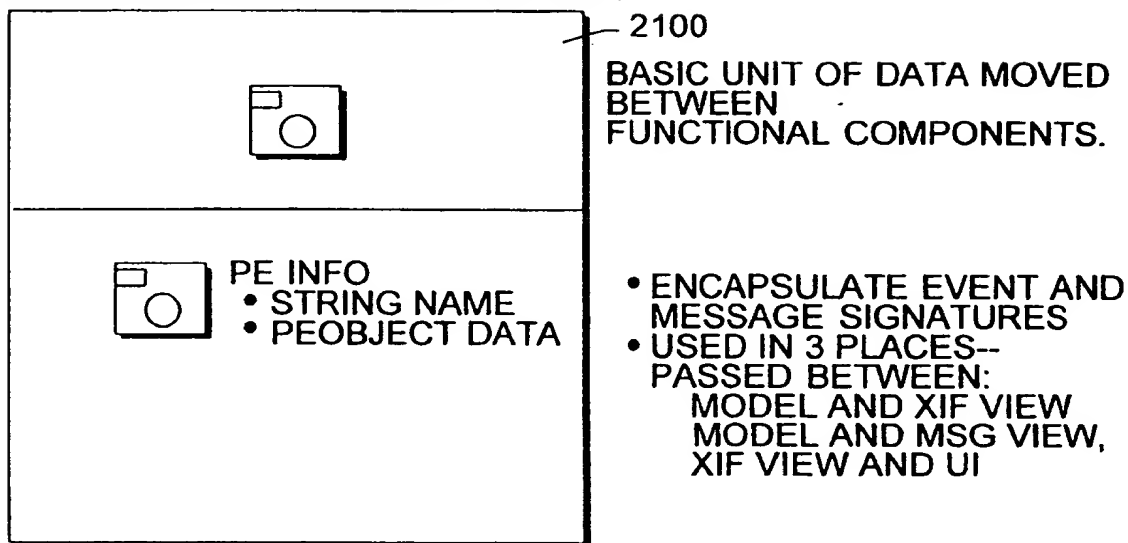 2100
BASIC UNIT OF DATA MOVED
BETWEEN
FUNCTIONAL COMPONENTS.
PE INFO
• STRING NAME
• PEOBJECT DATA
• ENCAPSULATE EVENT AND
MESSAGE SIGNATURES
• USED IN 3 PLACES--
PASSED BETWEEN:
MODEL AND XIF VIEW
MODEL AND MSG VIEW,
XIF VIEW AND UI